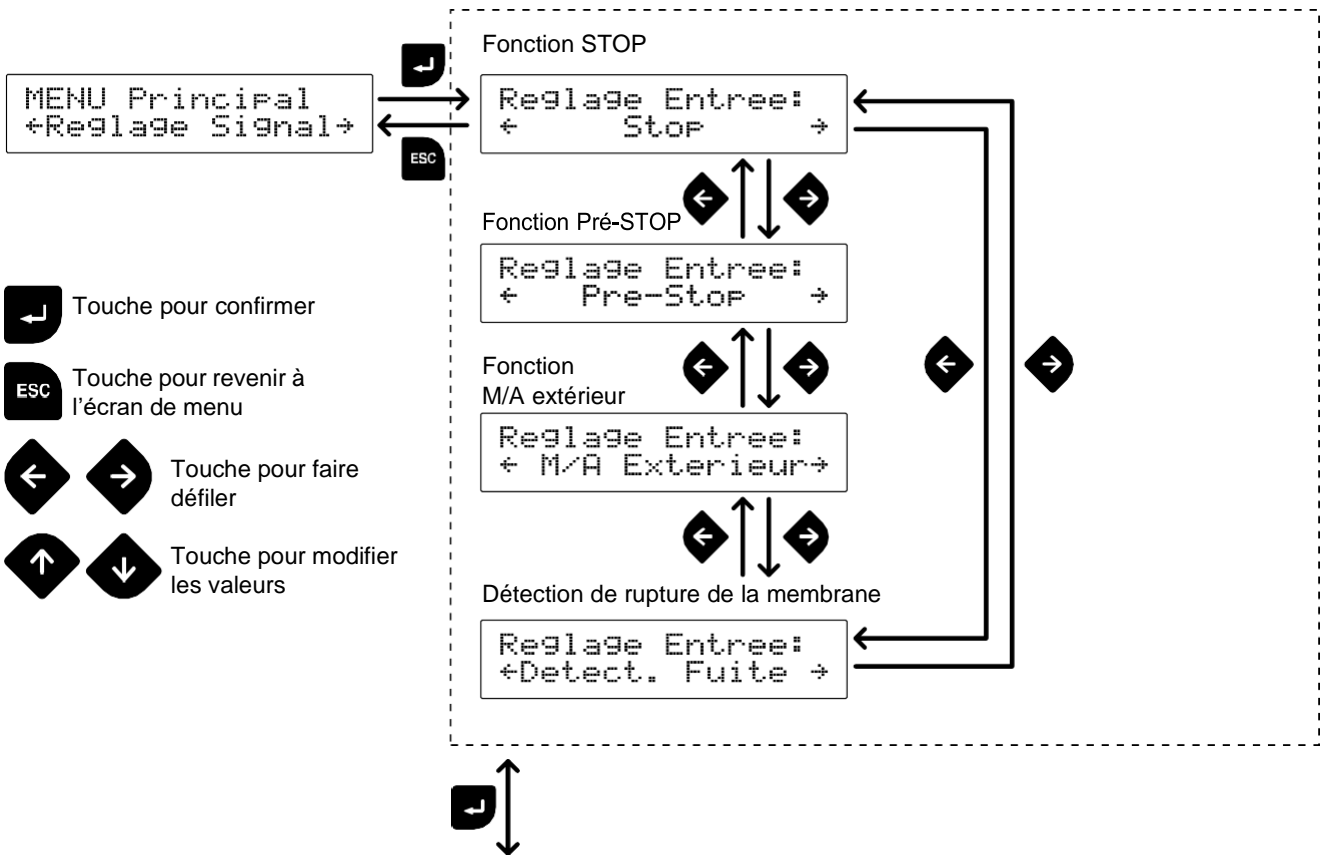 Fonction STOP
MENU Principal
←Reglage Signal→
ESC
Reglage Entree:
← Stop →
Fonction Pré-STOP
Reglage Entree:
← Pre-Stop →
Touche pour confirmer
ESC
Touche pour revenir à
l'écran de menu
Touche pour faire
défiler
Touche pour modifier
les valeurs
Fonction
M/A extérieur
Reglage Entree:
← M/A Exterieur→
Détection de rupture de la membrane
Reglage Entree:
←Detect. Fuite →